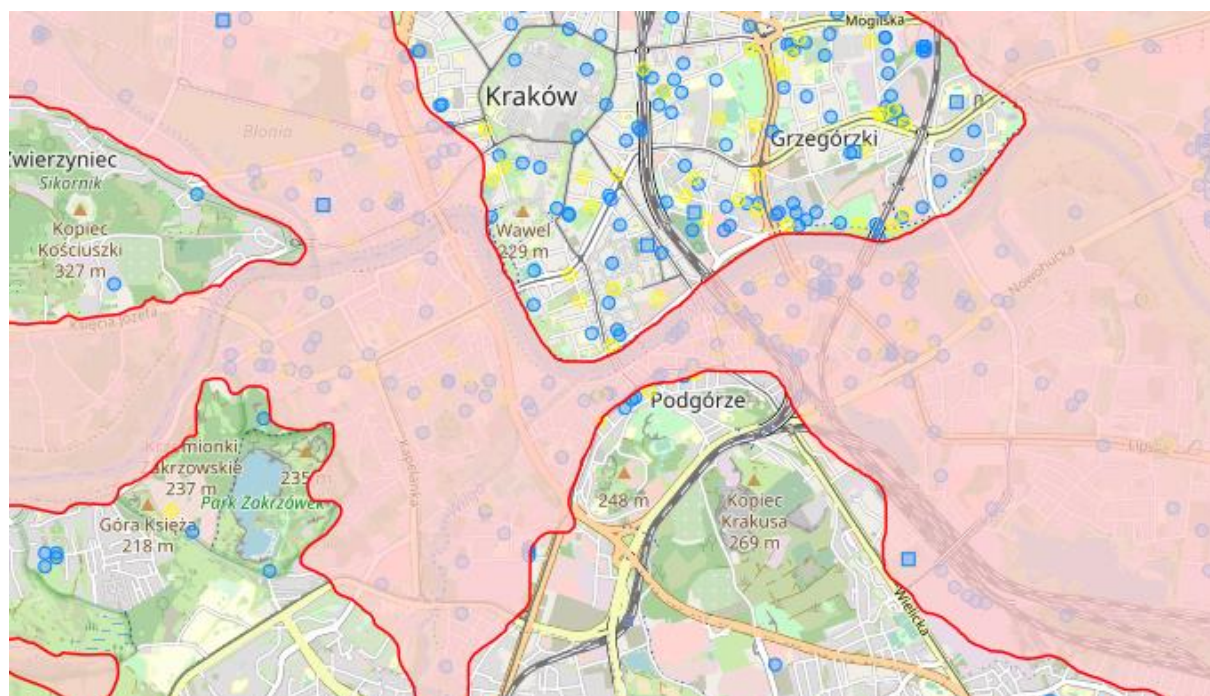 Mogilska
Kraków
Błonia
Grzegórzki
Zwierzyniec
Sikornik
Kopiec
Kościuszki
327 m
Wawel
229 m
Nowohucka
Księcia Józefa
Podgórze
Krzemionki
Zakrzowskie
237 m
235 m
Park Zakrzówek
Kapelanka
Lips
248 m
Kopiec
Krakusa
269 m
Góra Księża
218 m
Wielicka